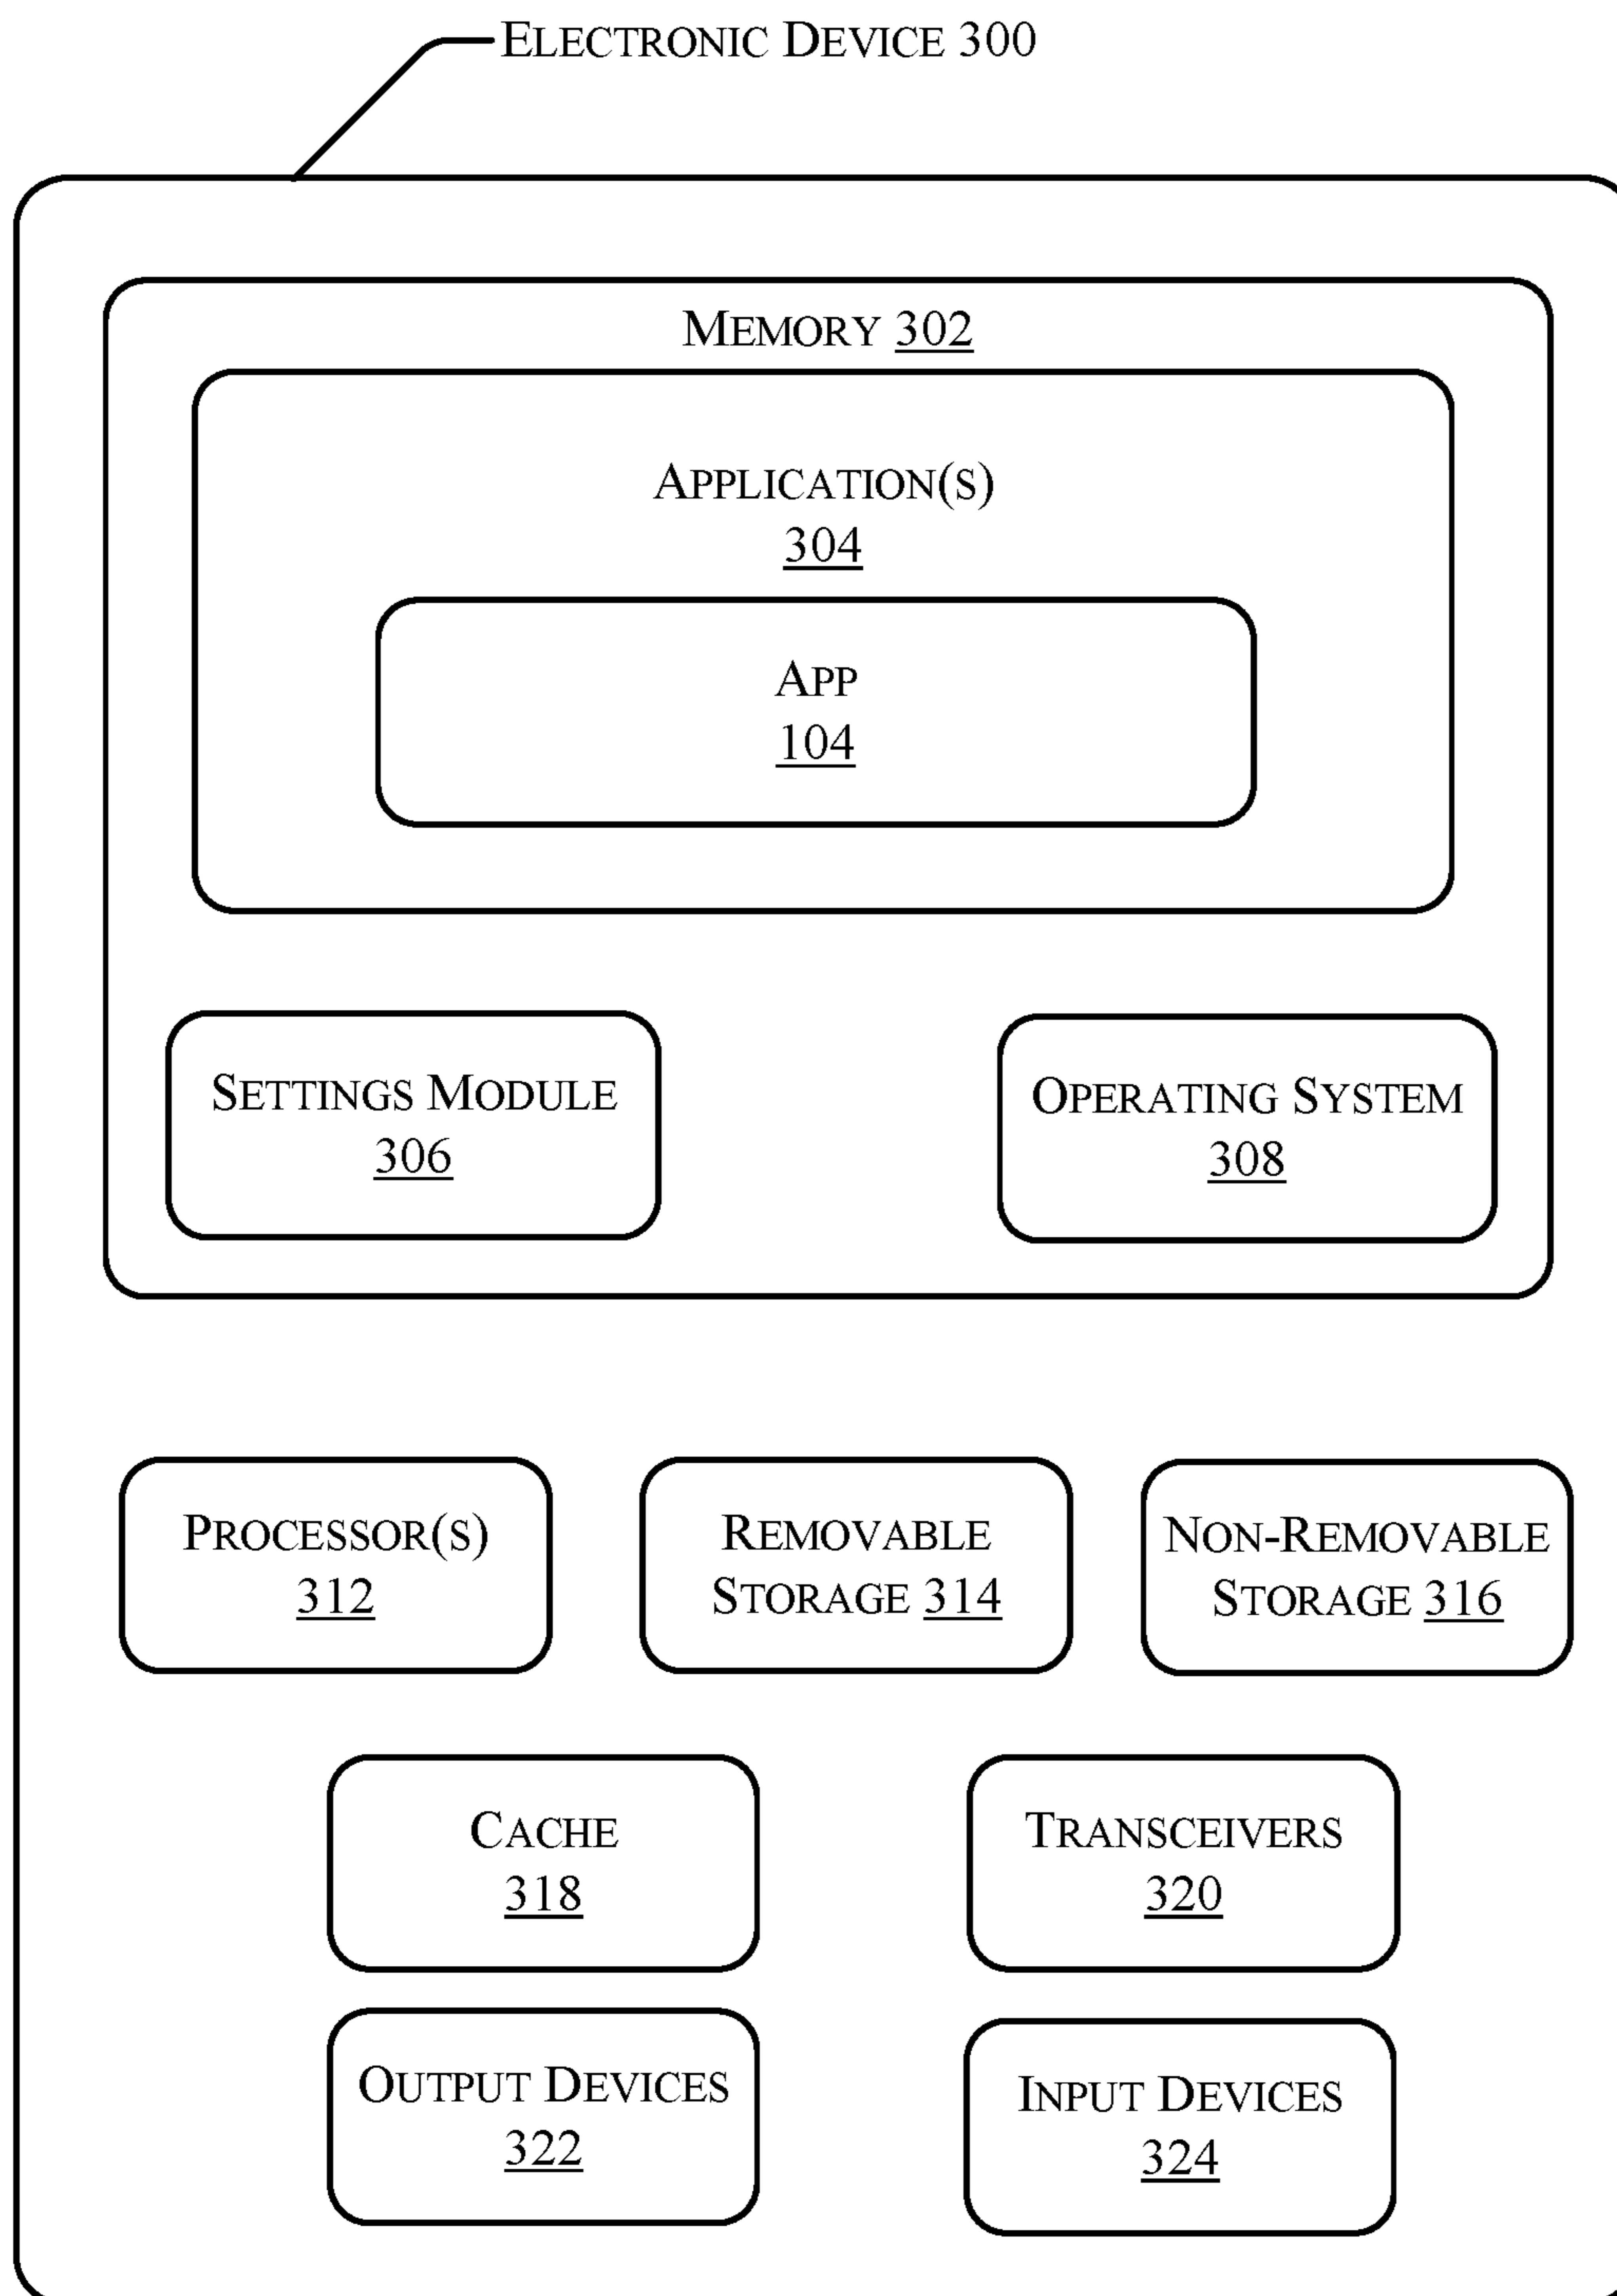 ELECTRONIC DEVICE 300
MEMORY 302
APPLICATION(S)
304
APP
104
SETTINGS MODULE
306
OPERATING SYSTEM
308
PROCESSOR(S)
312
REMOVABLE
STORAGE 314
NON-REMOVABLE
STORAGE 316
CACHE
318
TRANSCEIVERS
320
OUTPUT DEVICES
322
INPUT DEVICES
324